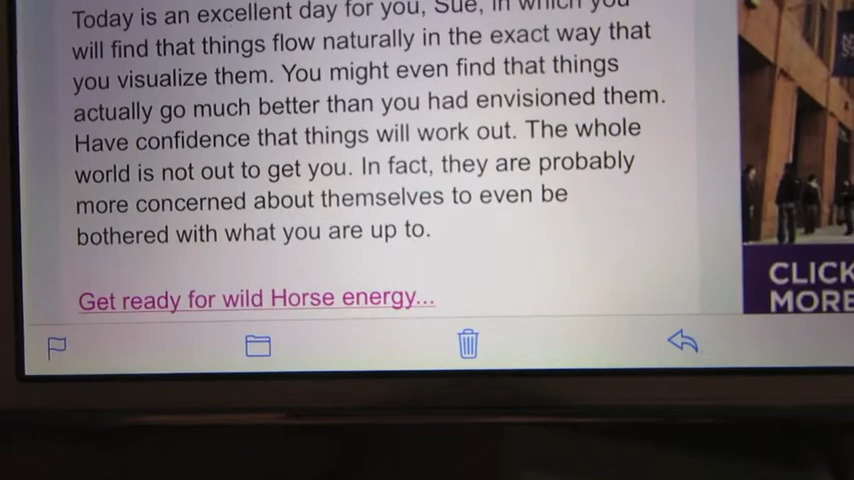 Today is an excellent day for you, Sue, in which you
will find that things flow naturally in the exact way that
you visualize them. You might even find that things
actually go much better than you had envisioned them.
Have confidence that things will work out. The whole
world is not out to get you. In fact, they are probably
more concerned about themselves to even be
bothered with what you are up to.
Get ready for wild Horse energy...
CLICK
MORE